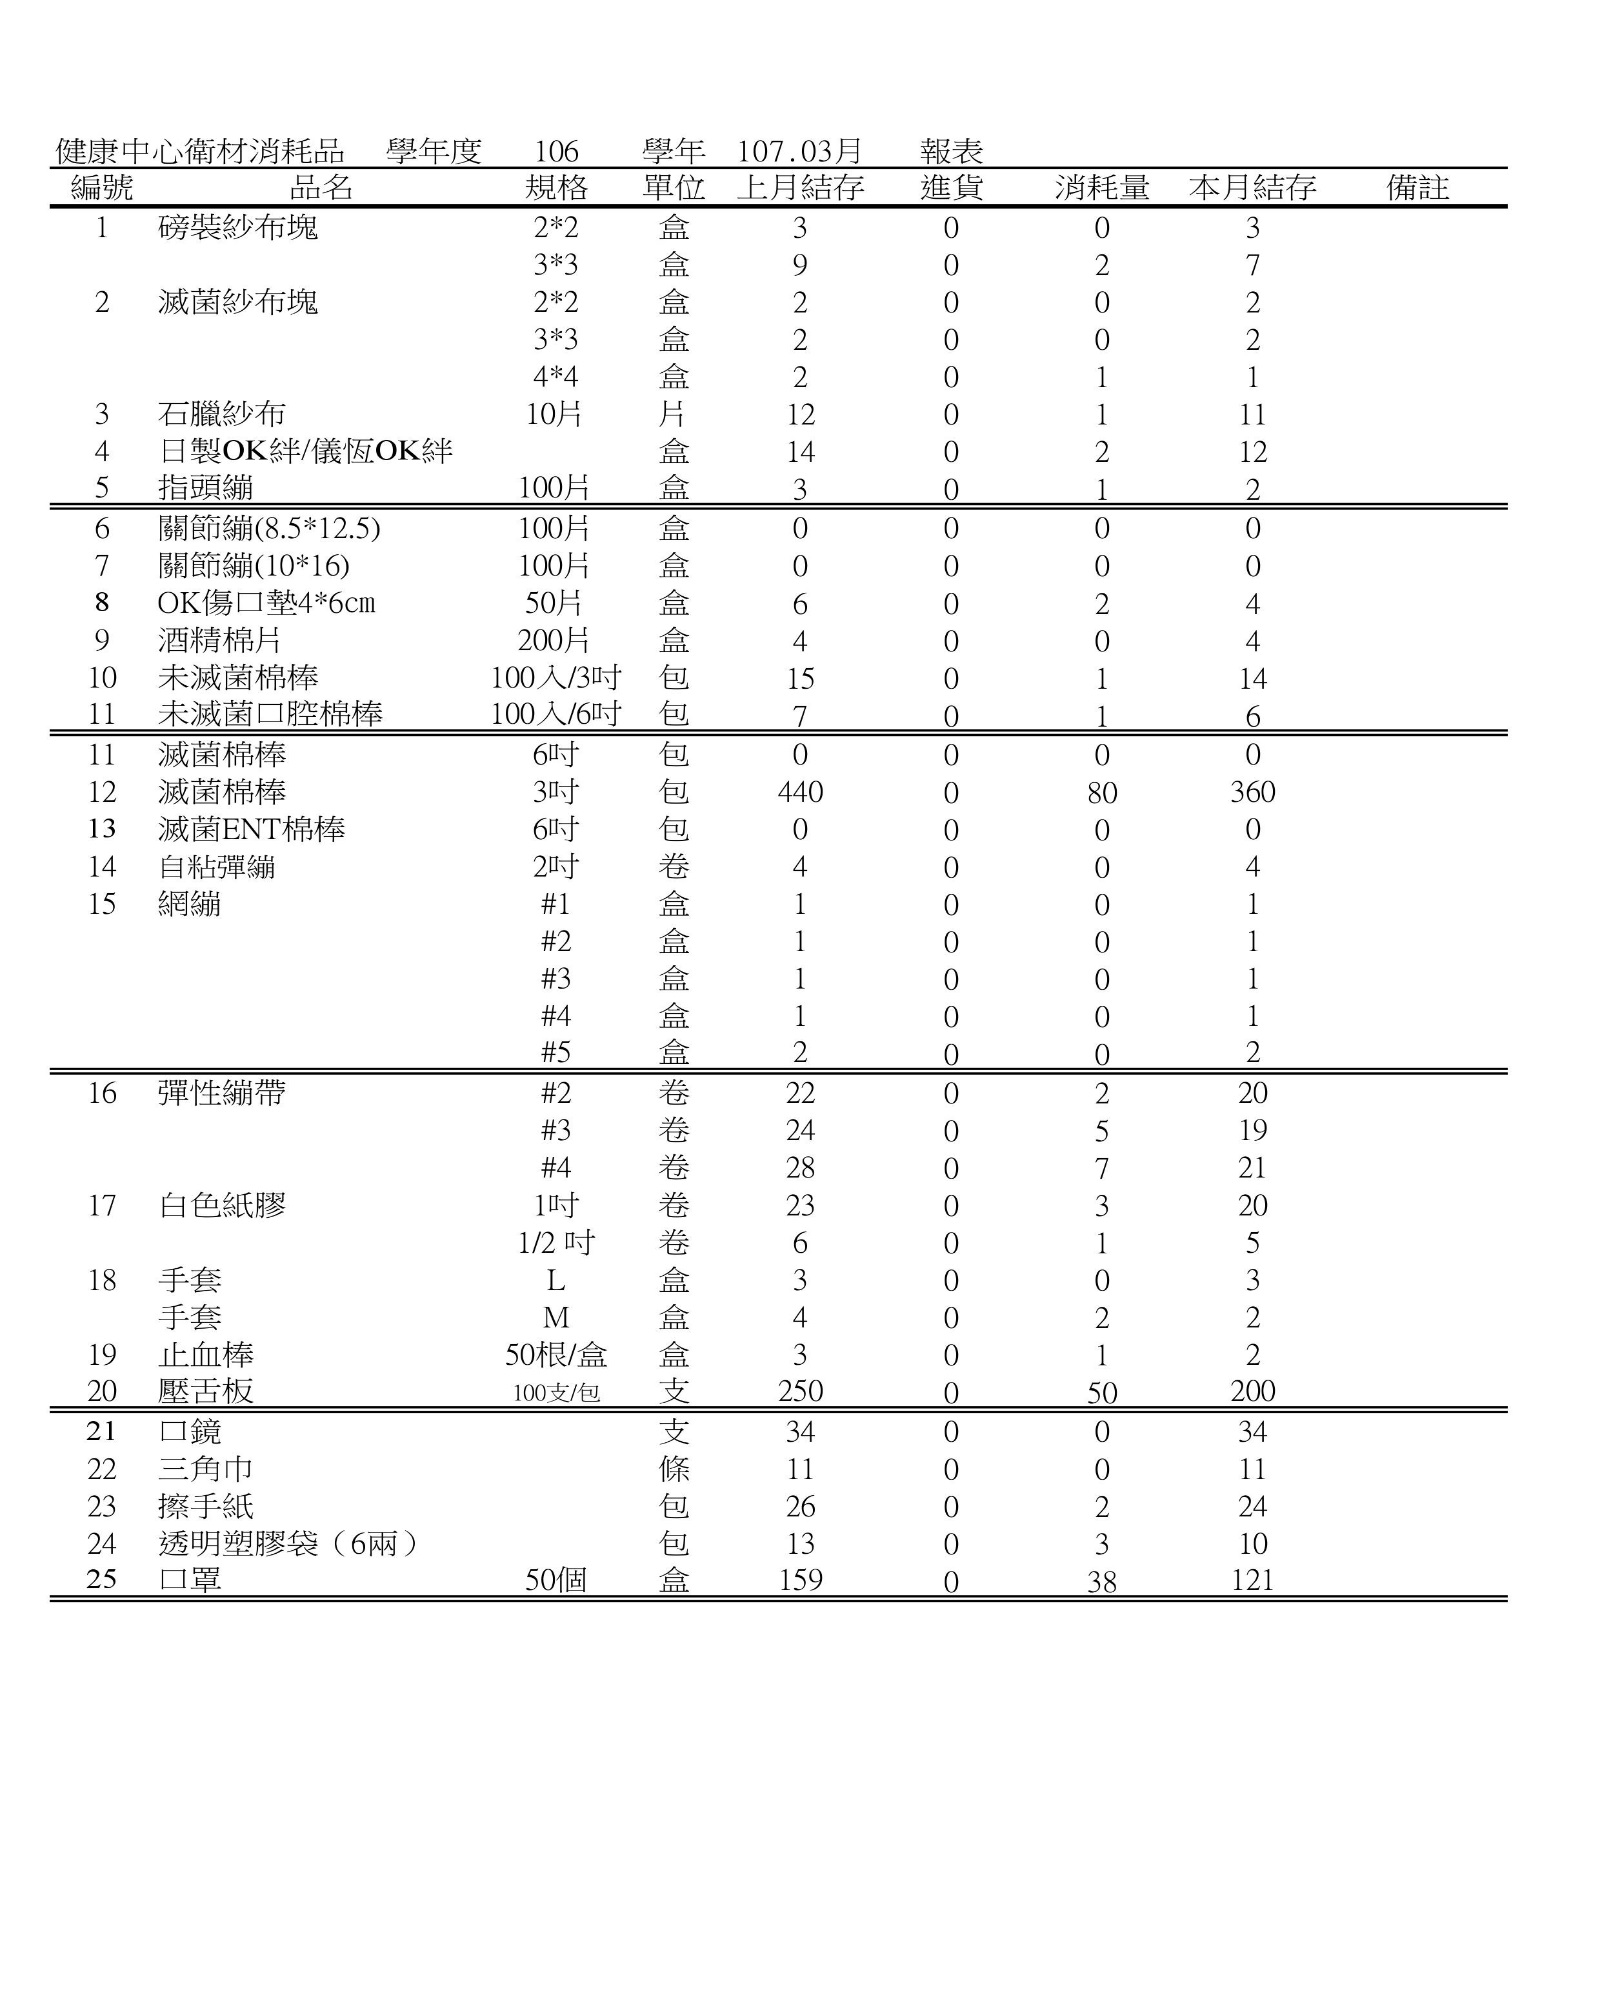 健康中心衛材消耗品 學年度 106 學年 107.03月 報表
編號 品名 規格 單位 上月結存 進貨 消耗量 本月結存 備註
1 磅裝紗布塊 2*2 盒 3 0 0 3
3*3 盒 9 0 2 7
2 滅菌紗布塊 2*2 盒 2 0 0 2
3*3 盒 2 0 0 2
4*4 盒 2 0 1 1
3 石臘紗布 10片 片 12 0 1 11
4 日製OK絆/儀恆OK絆 盒 14 0 2 12
5 指頭繃 100片 盒 3 0 1 2
6 關節繃(8.5*12.5) 100片 盒 0 0 0 0
7 關節繃(10*16) 100片 盒 0 0 0 0
8 OK傷口墊4*6cm 50片 盒 6 0 2 4
9 酒精棉片 200片 盒 4 0 0 4
10 未滅菌棉棒 100入/3吋 包 15 0 1 14
11 未滅菌口腔棉棒 100入/6吋 包 7 0 1 6
11 滅菌棉棒 6吋 包 0 0 0 0
12 滅菌棉棒 3吋 包 440 0 80 360
13 滅菌ENT棉棒 6吋 包 0 0 0 0
14 自粘彈繃 2吋 卷 4 0 0 4
15 網繃 #1 盒 1 0 0 1
#2 盒 1 0 0 1
#3 盒 1 0 0 1
#4 盒 1 0 0 1
#5 盒 2 0 0 2
16 彈性繃帶 #2 卷 22 0 2 20
#3 卷 24 0 5 19
#4 卷 28 0 7 21
17 白色紙膠 1吋 卷 23 0 3 20
1/2 吋 卷 6 0 1 5
18 手套 L 盒 3 0 0 3
手套 M 盒 4 0 2 2
19 止血棒 50根/盒 盒 3 0 1 2
20 壓舌板 100支/包 支 250 0 50 200
21 口鏡 支 34 0 0 34
22 三角巾 條 11 0 0 11
23 擦手紙 包 26 0 2 24
24 透明塑膠袋（6兩） 包 13 0 3 10
25 口罩 50個 盒 159 0 38 121